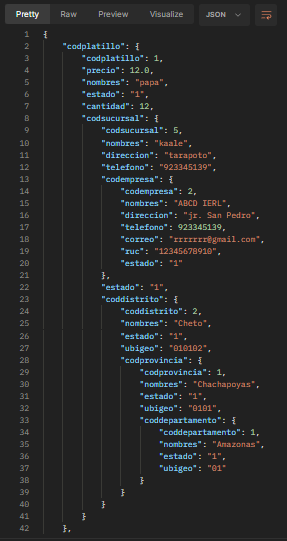 Pretty Raw Preview Visualize JSON
1 {
2 "codplatillo": {
3 "codplatillo": 1,
4 "precio": 12.0,
5 "nombres": "papa",
6 "estado": "1",
7 "cantidad": 12,
8 "codsucursal": {
9 "codsucursal": 5,
10 "nombres": "kaale",
11 "direccion": "tarapoto",
12 "telefono": "923345139",
13 "codempresa": {
14 "codempresa": 2,
15 "nombres": "ABCD IERL",
16 "direccion": "jr. San Pedro",
17 "telefono": 923345139,
18 "correo": "rrrrrrr@gmail.com",
19 "ruc": "12345678910",
20 "estado": "1"
21 },
22 "estado": "1",
23 "coddistrito": {
24 "coddistrito": 2,
25 "nombres": "Cheto",
26 "estado": "1",
27 "ubigeo": "010102",
28 "codprovincia": {
29 "codprovincia": 1,
30 "nombres": "Chachapoyas",
31 "estado": "1",
32 "ubigeo": "0101",
33 "coddepartamento": {
34 "coddepartamento": 1,
35 "nombres": "Amazonas",
36 "estado": "1",
37 "ubigeo": "01"
38 }
39 }
40 }
41 }
42 },